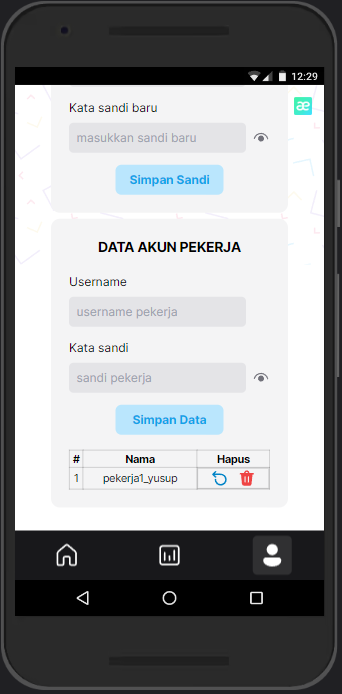 12:29
æ
Kata sandi baru
masukkan sandi baru
Simpan Sandi
DATA AKUN PEKERJA
Username
username pekerja
Kata sandi
sandi pekerja
Simpan Data
# Nama Hapus
1 pekerja1_yusup